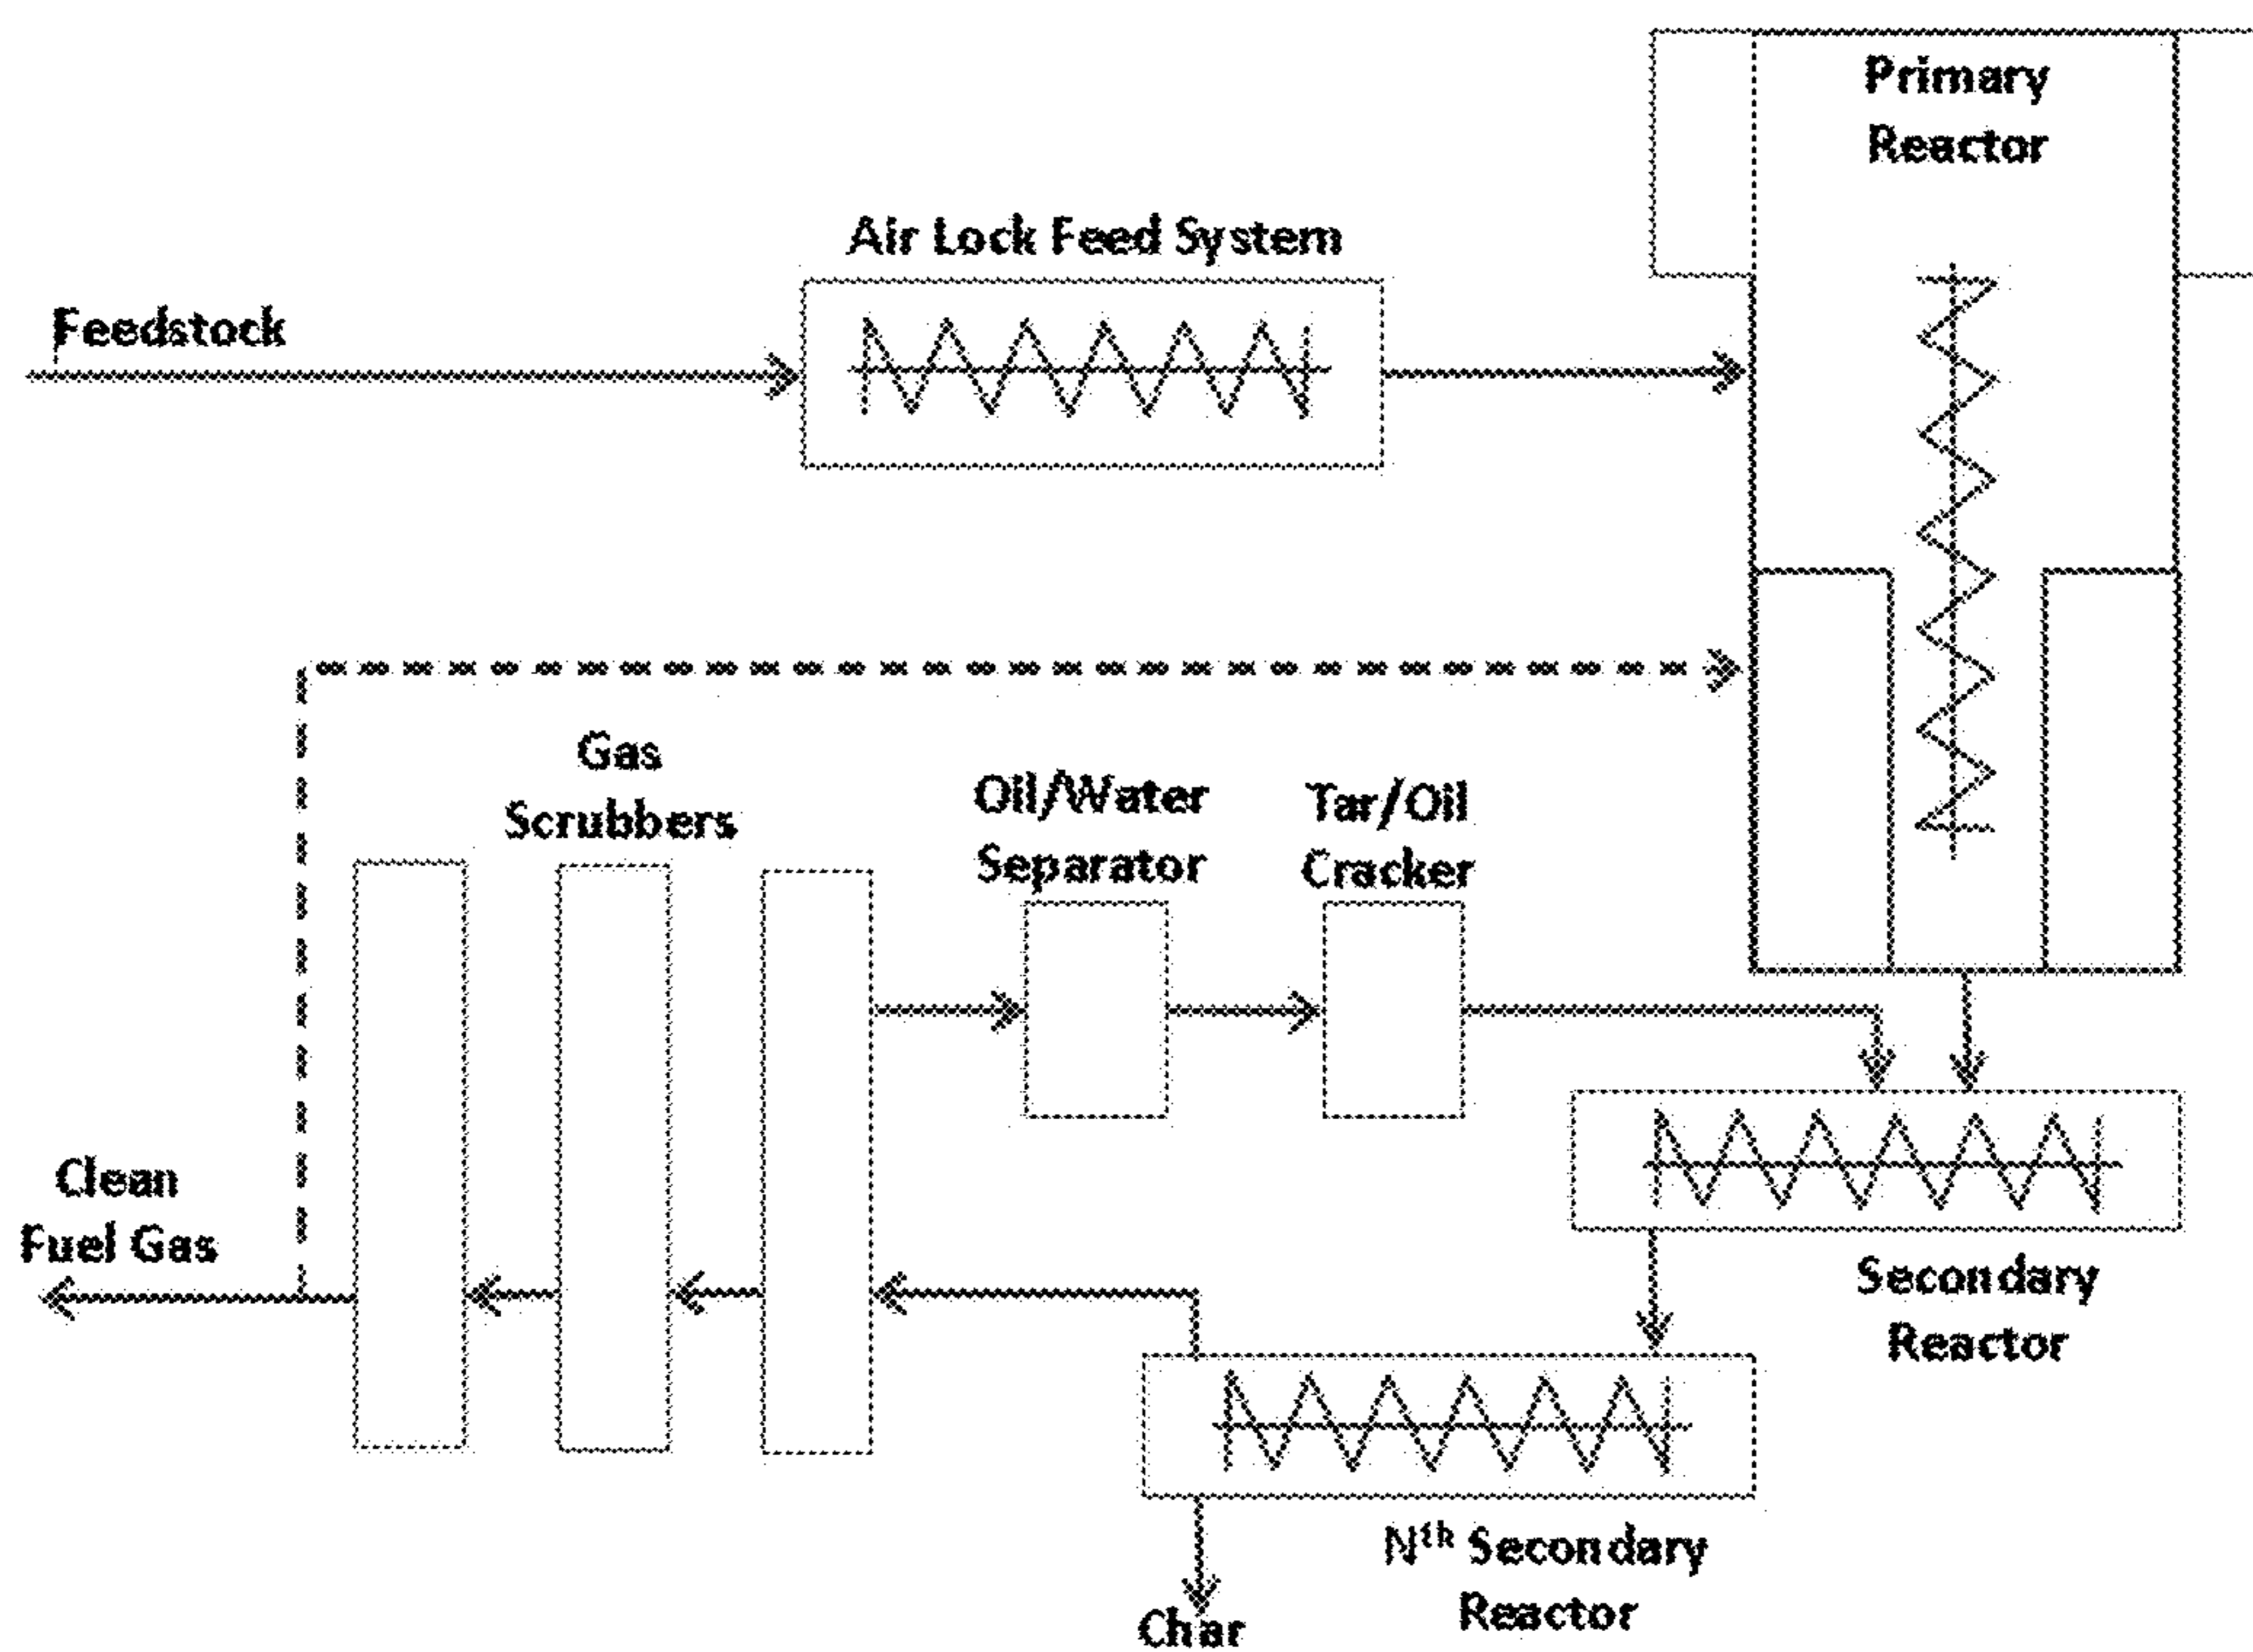 Primary
Reactor
Air Lock Feed System
Feedstock
Gas
Scrubbers
Oil/Water
Separator
Tar/Oil
Cracker
Clean
Fuel Gas
Secondary
Reactor
Nth Secondary
Reactor
Char